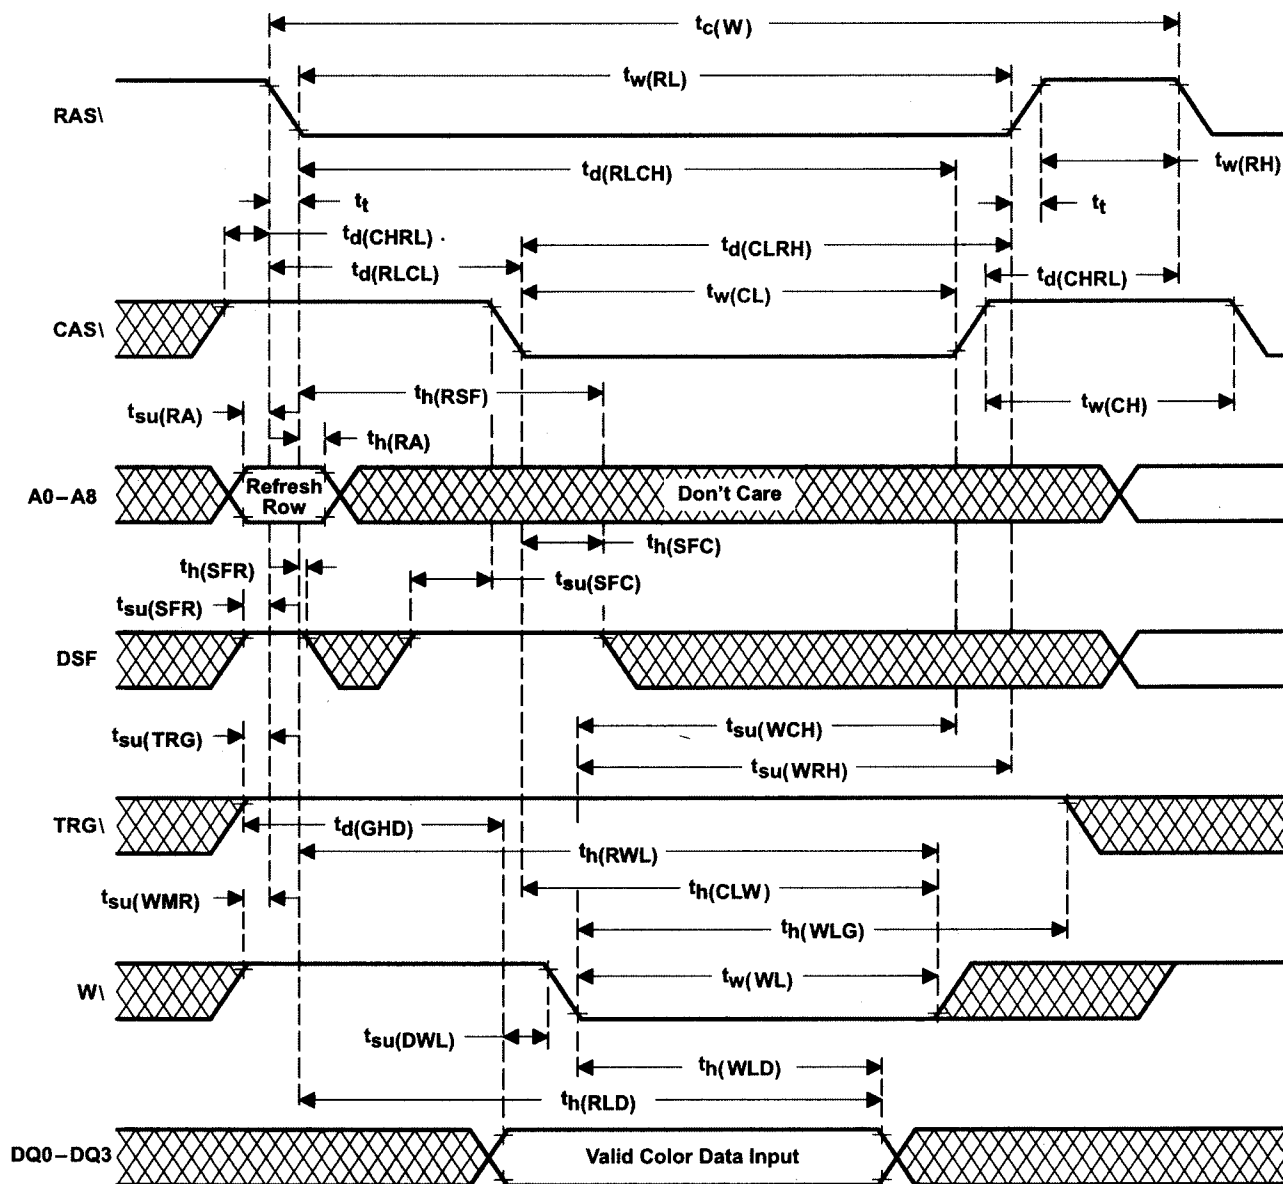 tc(W)
tw(RL)
RAS\
td(RLCH)
tw(RH)
tt
tt
td(CHRL)
td(CLRH)
td(RLCL)
td(CHRL)
tw(CL)
CAS\
th(RSF)
tw(CH)
tsu(RA)
th(RA)
A0–A8
Refresh
Row
Don't Care
th(SFC)
th(SFR)
tsu(SFC)
tsu(SFR)
DSF
tsu(WCH)
tsu(TRG)
tsu(WRH)
TRG\
td(GHD)
th(RWL)
th(CLW)
tsu(WMR)
th(WLG)
tw(WL)
W\
tsu(DWL)
th(WLD)
th(RLD)
DQ0–DQ3
Valid Color Data Input